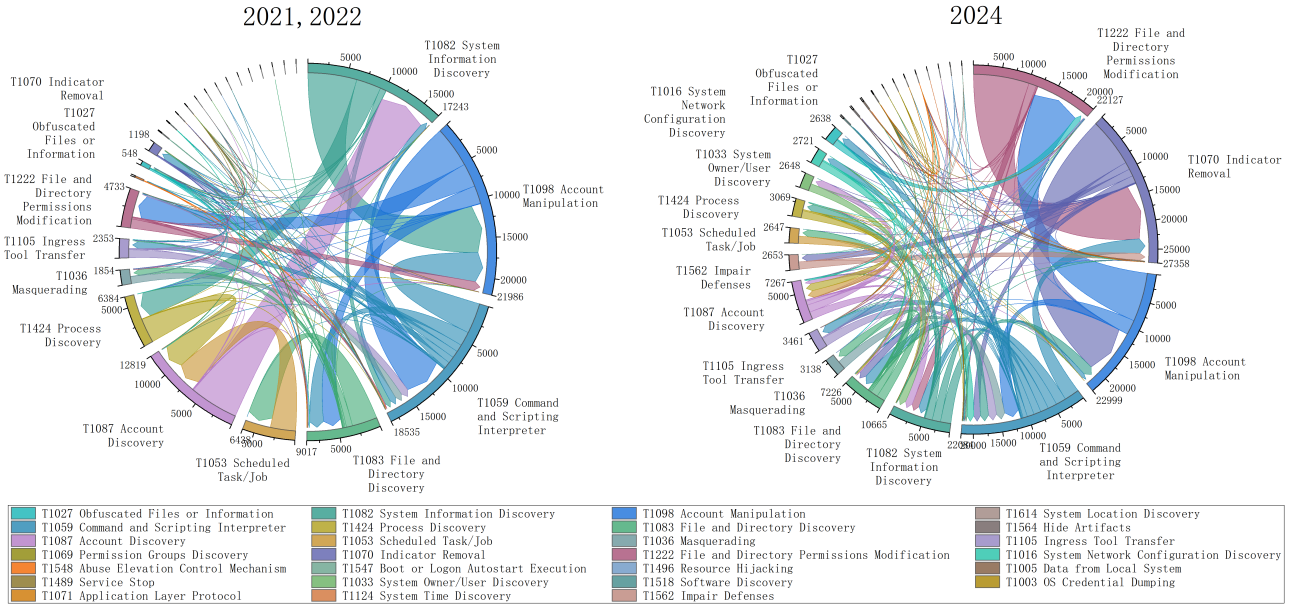 2021, 2022
T1082 System
Information
Discovery
5000
10000
15000
17243
T1098 Account
Manipulation
5000
10000
15000
20000
21986
T1059 Command
and Scripting
Interpreter
5000
10000
15000
18535
T1083 File and
Directory
Discovery
5000
9017
T1053 Scheduled
Task/Job
5000
6438
T1087 Account
Discovery
5000
10000
12819
T1424 Process
Discovery
5000
6384
T1036
Masquerading
1854
T1105 Ingress
Tool Transfer
2353
T1222 File and
Directory
Permissions
Modification
4733
T1027
Obfuscated
Files or
Information
548
T1070 Indicator
Removal
1198
2024
T1222 File and
Directory
Permissions
Modification
5000
10000
15000
20000
22127
T1070 Indicator
Removal
5000
10000
15000
20000
25000
27358
T1098 Account
Manipulation
5000
10000
15000
20000
22999
T1059 Command
and Scripting
Interpreter
5000
10000
15000
20000
T1082 System
Information
Discovery
5000
10665
T1083 File and
Directory
Discovery
5000
7226
T1036
Masquerading
3138
T1105 Ingress
Tool Transfer
3461
T1087 Account
Discovery
5000
7267
T1562 Impair
Defenses
2653
T1053 Scheduled
Task/Job
2647
T1424 Process
Discovery
3069
T1033 System
Owner/User
Discovery
2648
T1016 System
Network
Configuration
Discovery
2721
T1027
Obfuscated
Files or
Information
2638
T1027 Obfuscated Files or Information
T1059 Command and Scripting Interpreter
T1087 Account Discovery
T1069 Permission Groups Discovery
T1548 Abuse Elevation Control Mechanism
T1489 Service Stop
T1071 Application Layer Protocol
T1082 System Information Discovery
T1424 Process Discovery
T1053 Scheduled Task/Job
T1070 Indicator Removal
T1547 Boot or Logon Autostart Execution
T1033 System Owner/User Discovery
T1124 System Time Discovery
T1098 Account Manipulation
T1083 File and Directory Discovery
T1036 Masquerading
T1222 File and Directory Permissions Modification
T1496 Resource Hijacking
T1518 Software Discovery
T1562 Impair Defenses
T1614 System Location Discovery
T1564 Hide Artifacts
T1105 Ingress Tool Transfer
T1016 System Network Configuration Discovery
T1005 Data from Local System
T1003 OS Credential Dumping